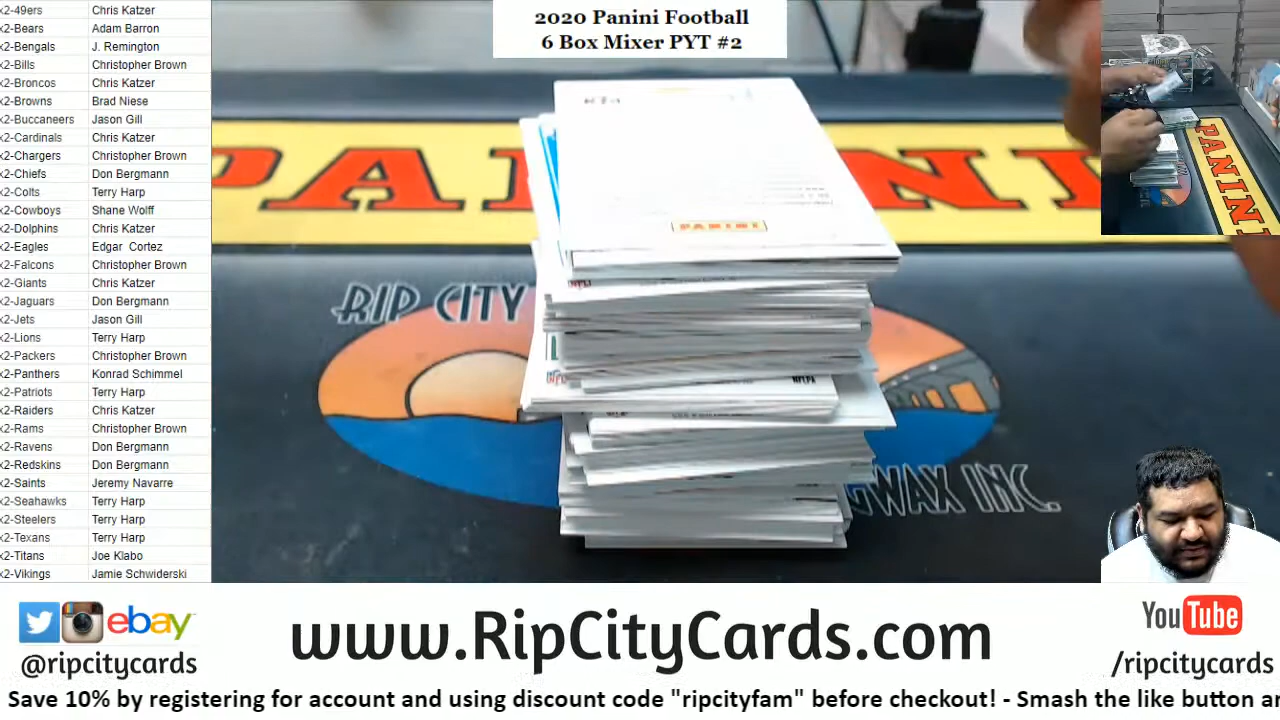 x2-49ers Chris Katzer
x2-Bears Adam Barron
x2-Bengals J. Remington
x2-Bills Christopher Brown
x2-Broncos Chris Katzer
x2-Browns Brad Niese
x2-Buccaneers Jason Gill
x2-Cardinals Chris Katzer
x2-Chargers Christopher Brown
x2-Chiefs Don Bergmann
x2-Colts Terry Harp
x2-Cowboys Shane Wolff
x2-Dolphins Chris Katzer
x2-Eagles Edgar Cortez
x2-Falcons Christopher Brown
x2-Giants Chris Katzer
x2-Jaguars Don Bergmann
x2-Jets Jason Gill
x2-Lions Terry Harp
x2-Packers Christopher Brown
x2-Panthers Konrad Schimmel
x2-Patriots Terry Harp
x2-Raiders Chris Katzer
x2-Rams Christopher Brown
x2-Ravens Don Bergmann
x2-Redskins Don Bergmann
x2-Saints Jeremy Navarre
x2-Seahawks Terry Harp
x2-Steelers Terry Harp
x2-Texans Terry Harp
x2-Titans Joe Klabo
x2-Vikings Jamie Schwiderski
2020 Panini Football
6 Box Mixer PYT #2
PANINI
PANINI
NFLPA
RIP CITY
GWAX INC.
PANINI
ebay
@ripcitycards
www.RipCityCards.com
YouTube
/ripcitycards
Save 10% by registering for account and using discount code "ripcityfam" before checkout! - Smash the like button an